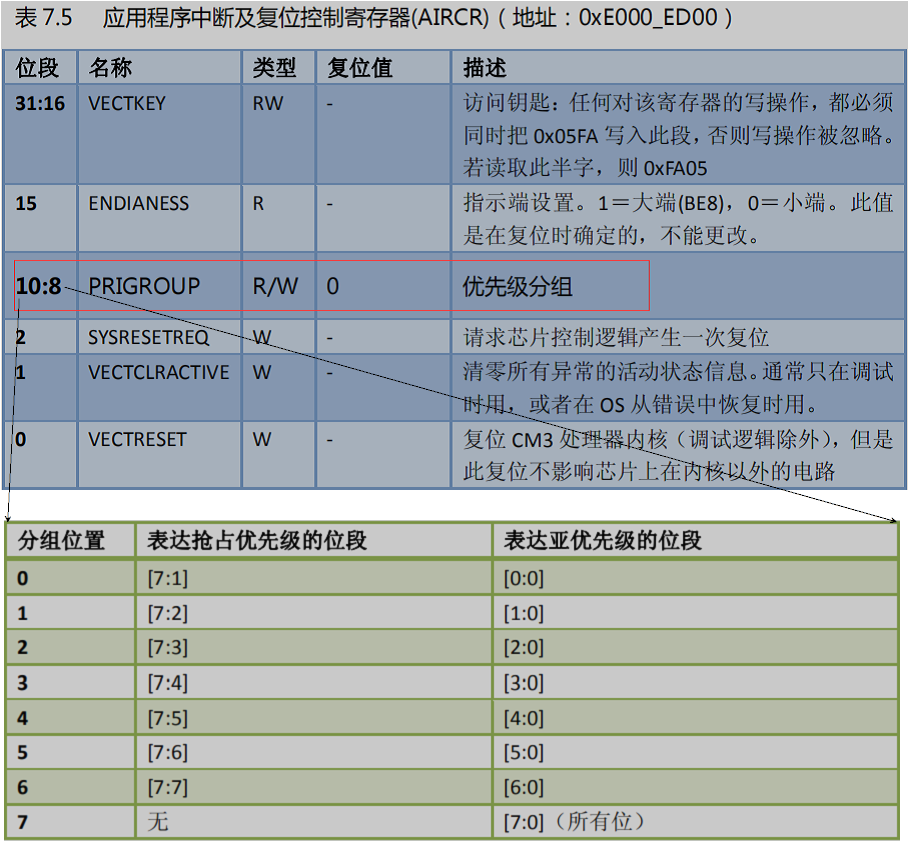 表 7.5 应用程序中断及复位控制寄存器(AIRCR)（地址：0xE000_ED00）
位段 名称 类型 复位值 描述
31:16 VECTKEY RW - 访问钥匙：任何对该寄存器的写操作，都必须
同时把 0x05FA 写入此段，否则写操作被忽略。
若读取此半字，则 0xFA05
15 ENDIANESS R - 指示端设置。1＝大端(BE8)，0＝小端。此值
是在复位时确定的，不能更改。
10:8 PRIGROUP R/W 0 优先级分组
2 SYSRESETREQ W - 请求芯片控制逻辑产生一次复位
1 VECTCLRACTIVE W - 清零所有异常的活动状态信息。通常只在调试
时用，或者在 OS 从错误中恢复时用。
0 VECTRESET W - 复位 CM3 处理器内核（调试逻辑除外），但是
此复位不影响芯片上在内核以外的电路
分组位置 表达抢占优先级的位段 表达亚优先级的位段
0 [7:1] [0:0]
1 [7:2] [1:0]
2 [7:3] [2:0]
3 [7:4] [3:0]
4 [7:5] [4:0]
5 [7:6] [5:0]
6 [7:7] [6:0]
7 无 [7:0]（所有位）